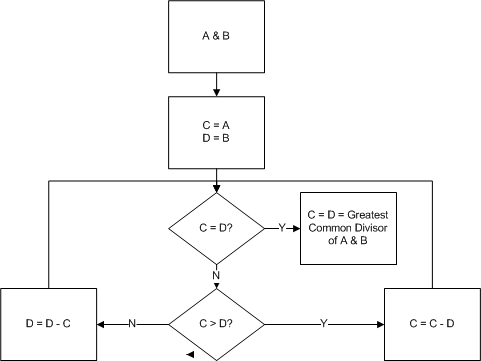 A & B
C = A
D = B
C = D?
Y
C = D = Greatest
Common Divisor
of A & B
N
D = D - C
N
C > D?
Y
C = C - D